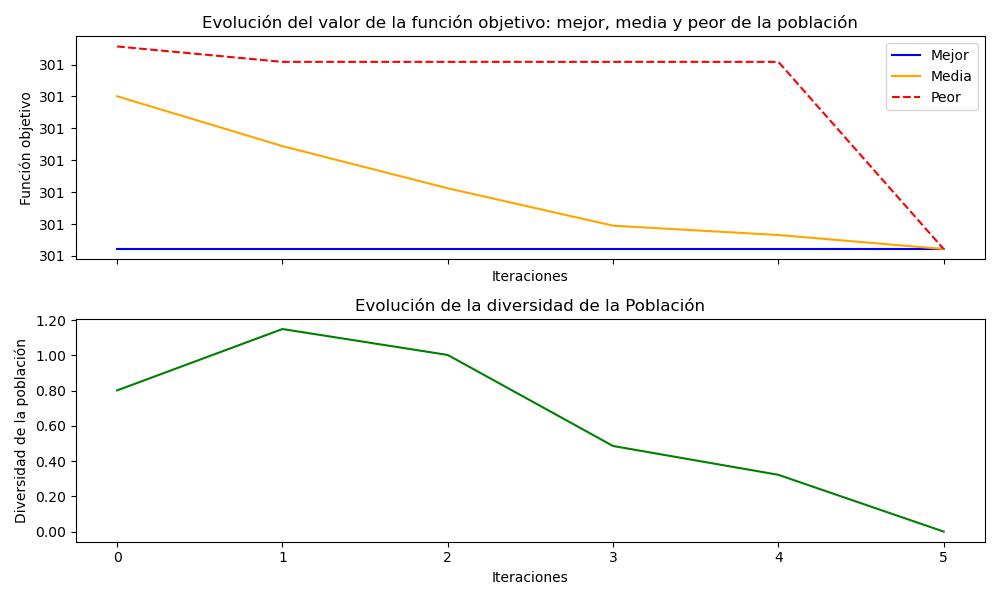 Evolución del valor de la función objetivo: mejor, media y peor de la población
Función objetivo
301
301
301
301
301
301
301
Mejor
Media
Peor
Iteraciones
Evolución de la diversidad de la Población
Diversidad de la población
1.20
1.00
0.80
0.60
0.40
0.20
0.00
0 1 2 3 4 5
Iteraciones